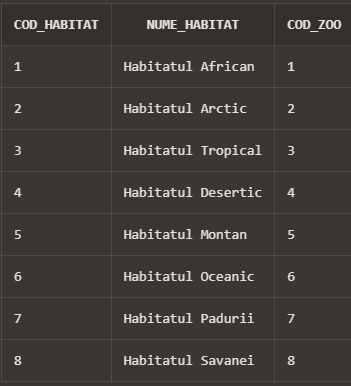 COD_HABITAT NUME_HABITAT COD_ZOO
1 Habitatul African 1
2 Habitatul Arctic 2
3 Habitatul Tropical 3
4 Habitatul Desertic 4
5 Habitatul Montan 5
6 Habitatul Oceanic 6
7 Habitatul Padurii 7
8 Habitatul Savanei 8